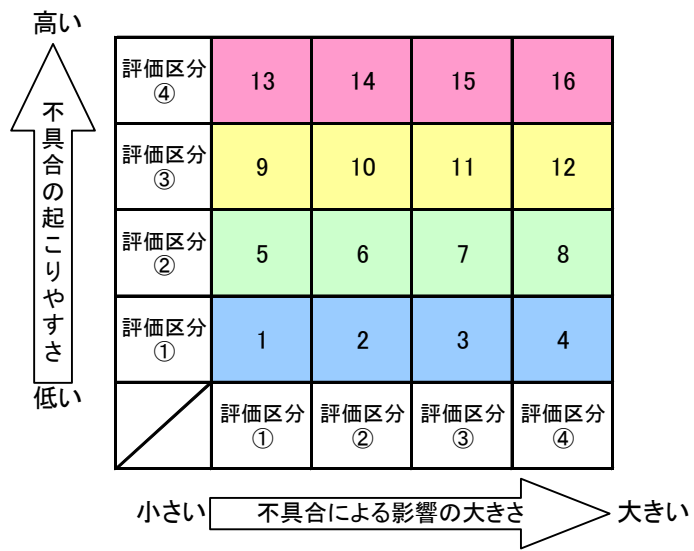 高い
不具合の起こりやすさ
低い
評価区分
④
13
14
15
16
評価区分
③
9
10
11
12
評価区分
②
5
6
7
8
評価区分
①
1
2
3
4
評価区分
①
評価区分
②
評価区分
③
評価区分
④
小さい
不具合による影響の大きさ
大きい